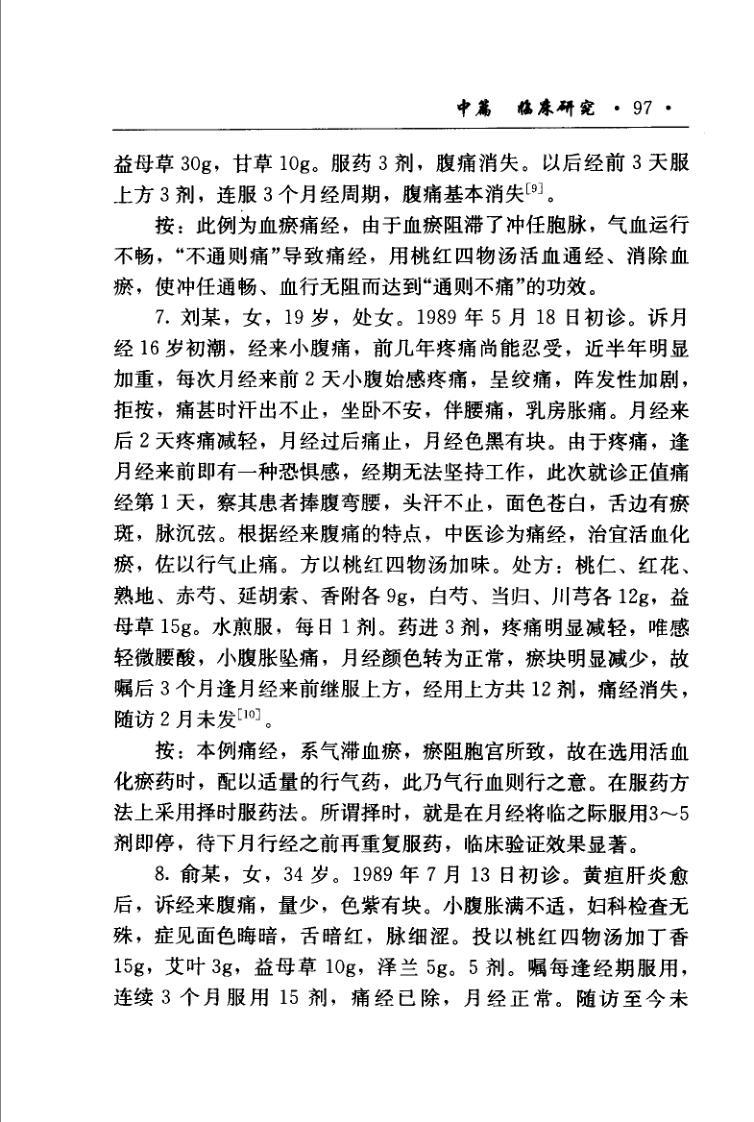 中篇 临床研究 · 97 ·
益母草 30g，甘草 10g。服药 3 剂，腹痛消失。以后经前 3 天服
上方 3 剂，连服 3 个月经周期，腹痛基本消失[9]。
按：此例为血瘀痛经，由于血瘀阻滞了冲任胞脉，气血运行
不畅，“不通则痛”导致痛经，用桃红四物汤活血通经、消除血
瘀，使冲任通畅、血行无阻而达到“通则不痛”的功效。
7. 刘某，女，19 岁，处女。1989 年 5 月 18 日初诊。诉月
经 16 岁初潮，经来小腹痛，前几年疼痛尚能忍受，近半年明显
加重，每次月经来前 2 天小腹始感疼痛，呈绞痛，阵发性加剧，
拒按，痛甚时汗出不止，坐卧不安，伴腰痛，乳房胀痛。月经来
后 2 天疼痛减轻，月经过后痛止，月经色黑有块。由于疼痛，逢
月经来前即有一种恐惧感，经期无法坚持工作，此次就诊正值痛
经第 1 天，察其患者捧腹弯腰，头汗不止，面色苍白，舌边有瘀
斑，脉沉弦。根据经来腹痛的特点，中医诊为痛经，治宜活血化
瘀，佐以行气止痛。方以桃红四物汤加味。处方：桃仁、红花、
熟地、赤芍、延胡索、香附各 9g，白芍、当归、川芎各 12g，益
母草 15g。水煎服，每日 1 剂。药进 3 剂，疼痛明显减轻，唯感
轻微腰酸，小腹胀坠痛，月经颜色转为正常，瘀块明显减少，故
嘱后 3 个月逢月经来前继服上方，经用上方共 12 剂，痛经消失，
随访 2 月未发[10]。
按：本例痛经，系气滞血瘀，瘀阻胞宫所致，故在选用活血
化瘀药时，配以适量的行气药，此乃气行血则行之意。在服药方
法上采用择时服药法。所谓择时，就是在月经将临之际服用3～5
剂即停，待下月行经之前再重复服药，临床验证效果显著。
8. 俞某，女，34 岁。1989 年 7 月 13 日初诊。黄疸肝炎愈
后，诉经来腹痛，量少，色紫有块。小腹胀满不适，妇科检查无
殊，症见面色晦暗，舌暗红，脉细涩。投以桃红四物汤加丁香
15g，艾叶 3g，益母草 10g，泽兰 5g。5 剂。嘱每逢经期服用，
连续 3 个月服用 15 剂，痛经已除，月经正常。随访至今未